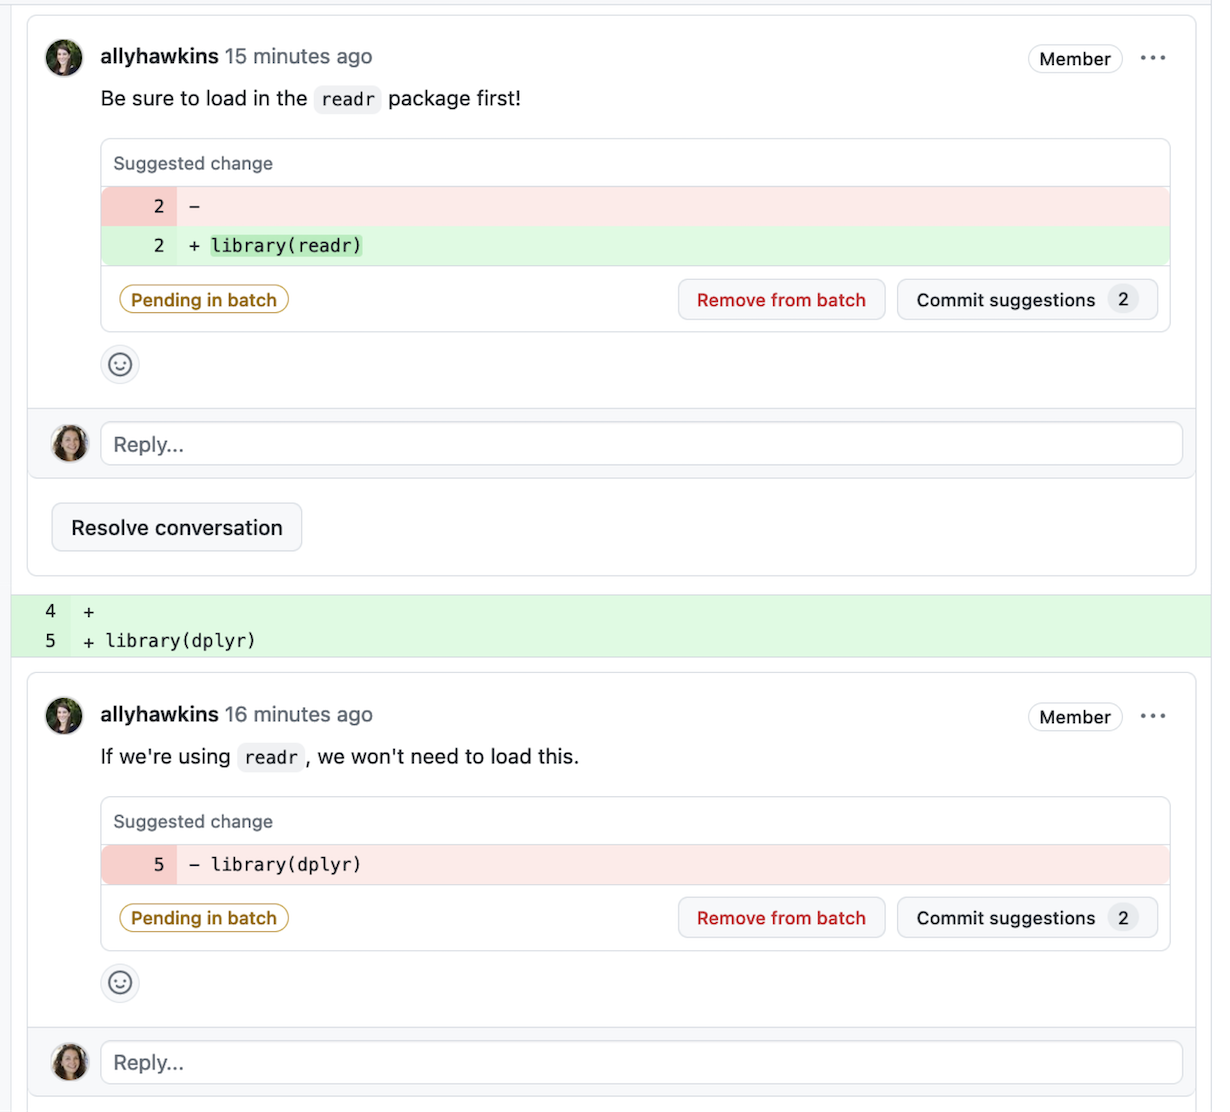 allyhawkins 15 minutes ago Member ...
Be sure to load in the readr package first!
Suggested change
2 -
2 + library(readr)
Pending in batch Remove from batch Commit suggestions 2
Reply...
Resolve conversation
4 +
5 + library(dplyr)
allyhawkins 16 minutes ago Member ...
If we're using readr, we won't need to load this.
Suggested change
5 - library(dplyr)
Pending in batch Remove from batch Commit suggestions 2
Reply...